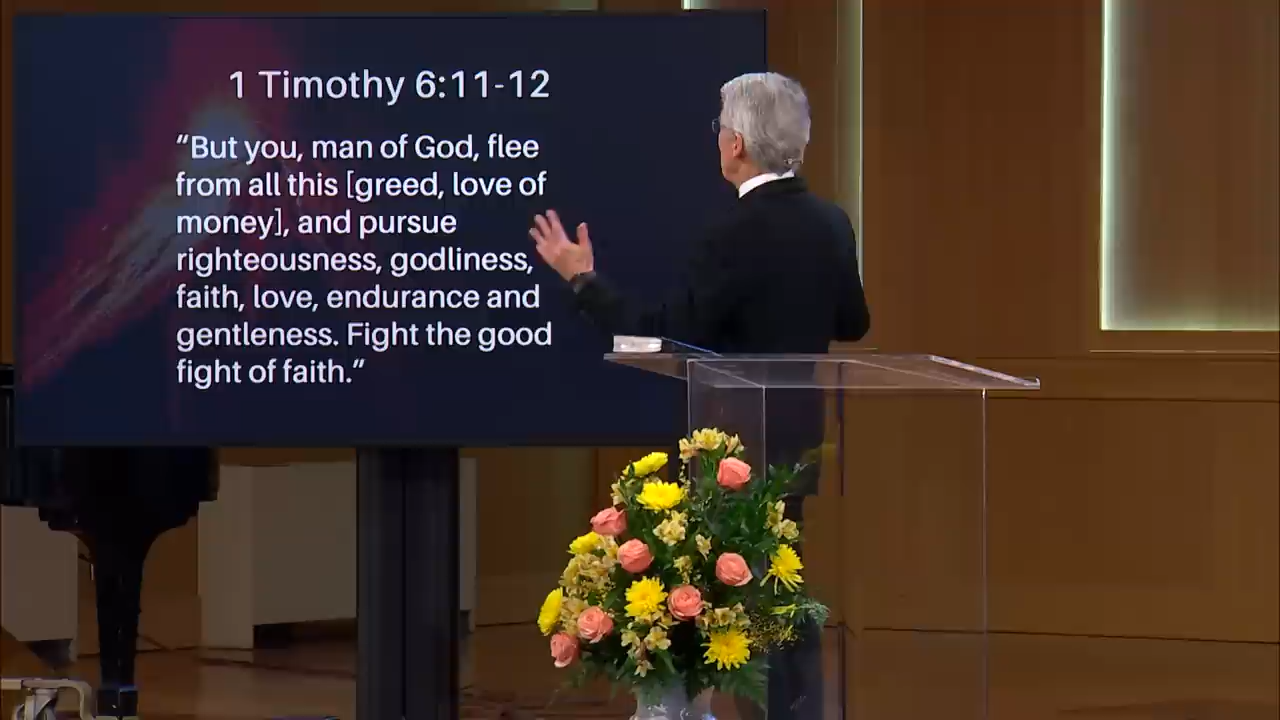 1 Timothy 6:11-12
“But you, man of God, flee
from all this [greed, love of
money], and pursue
righteousness, godliness,
faith, love, endurance and
gentleness. Fight the good
fight of faith.”